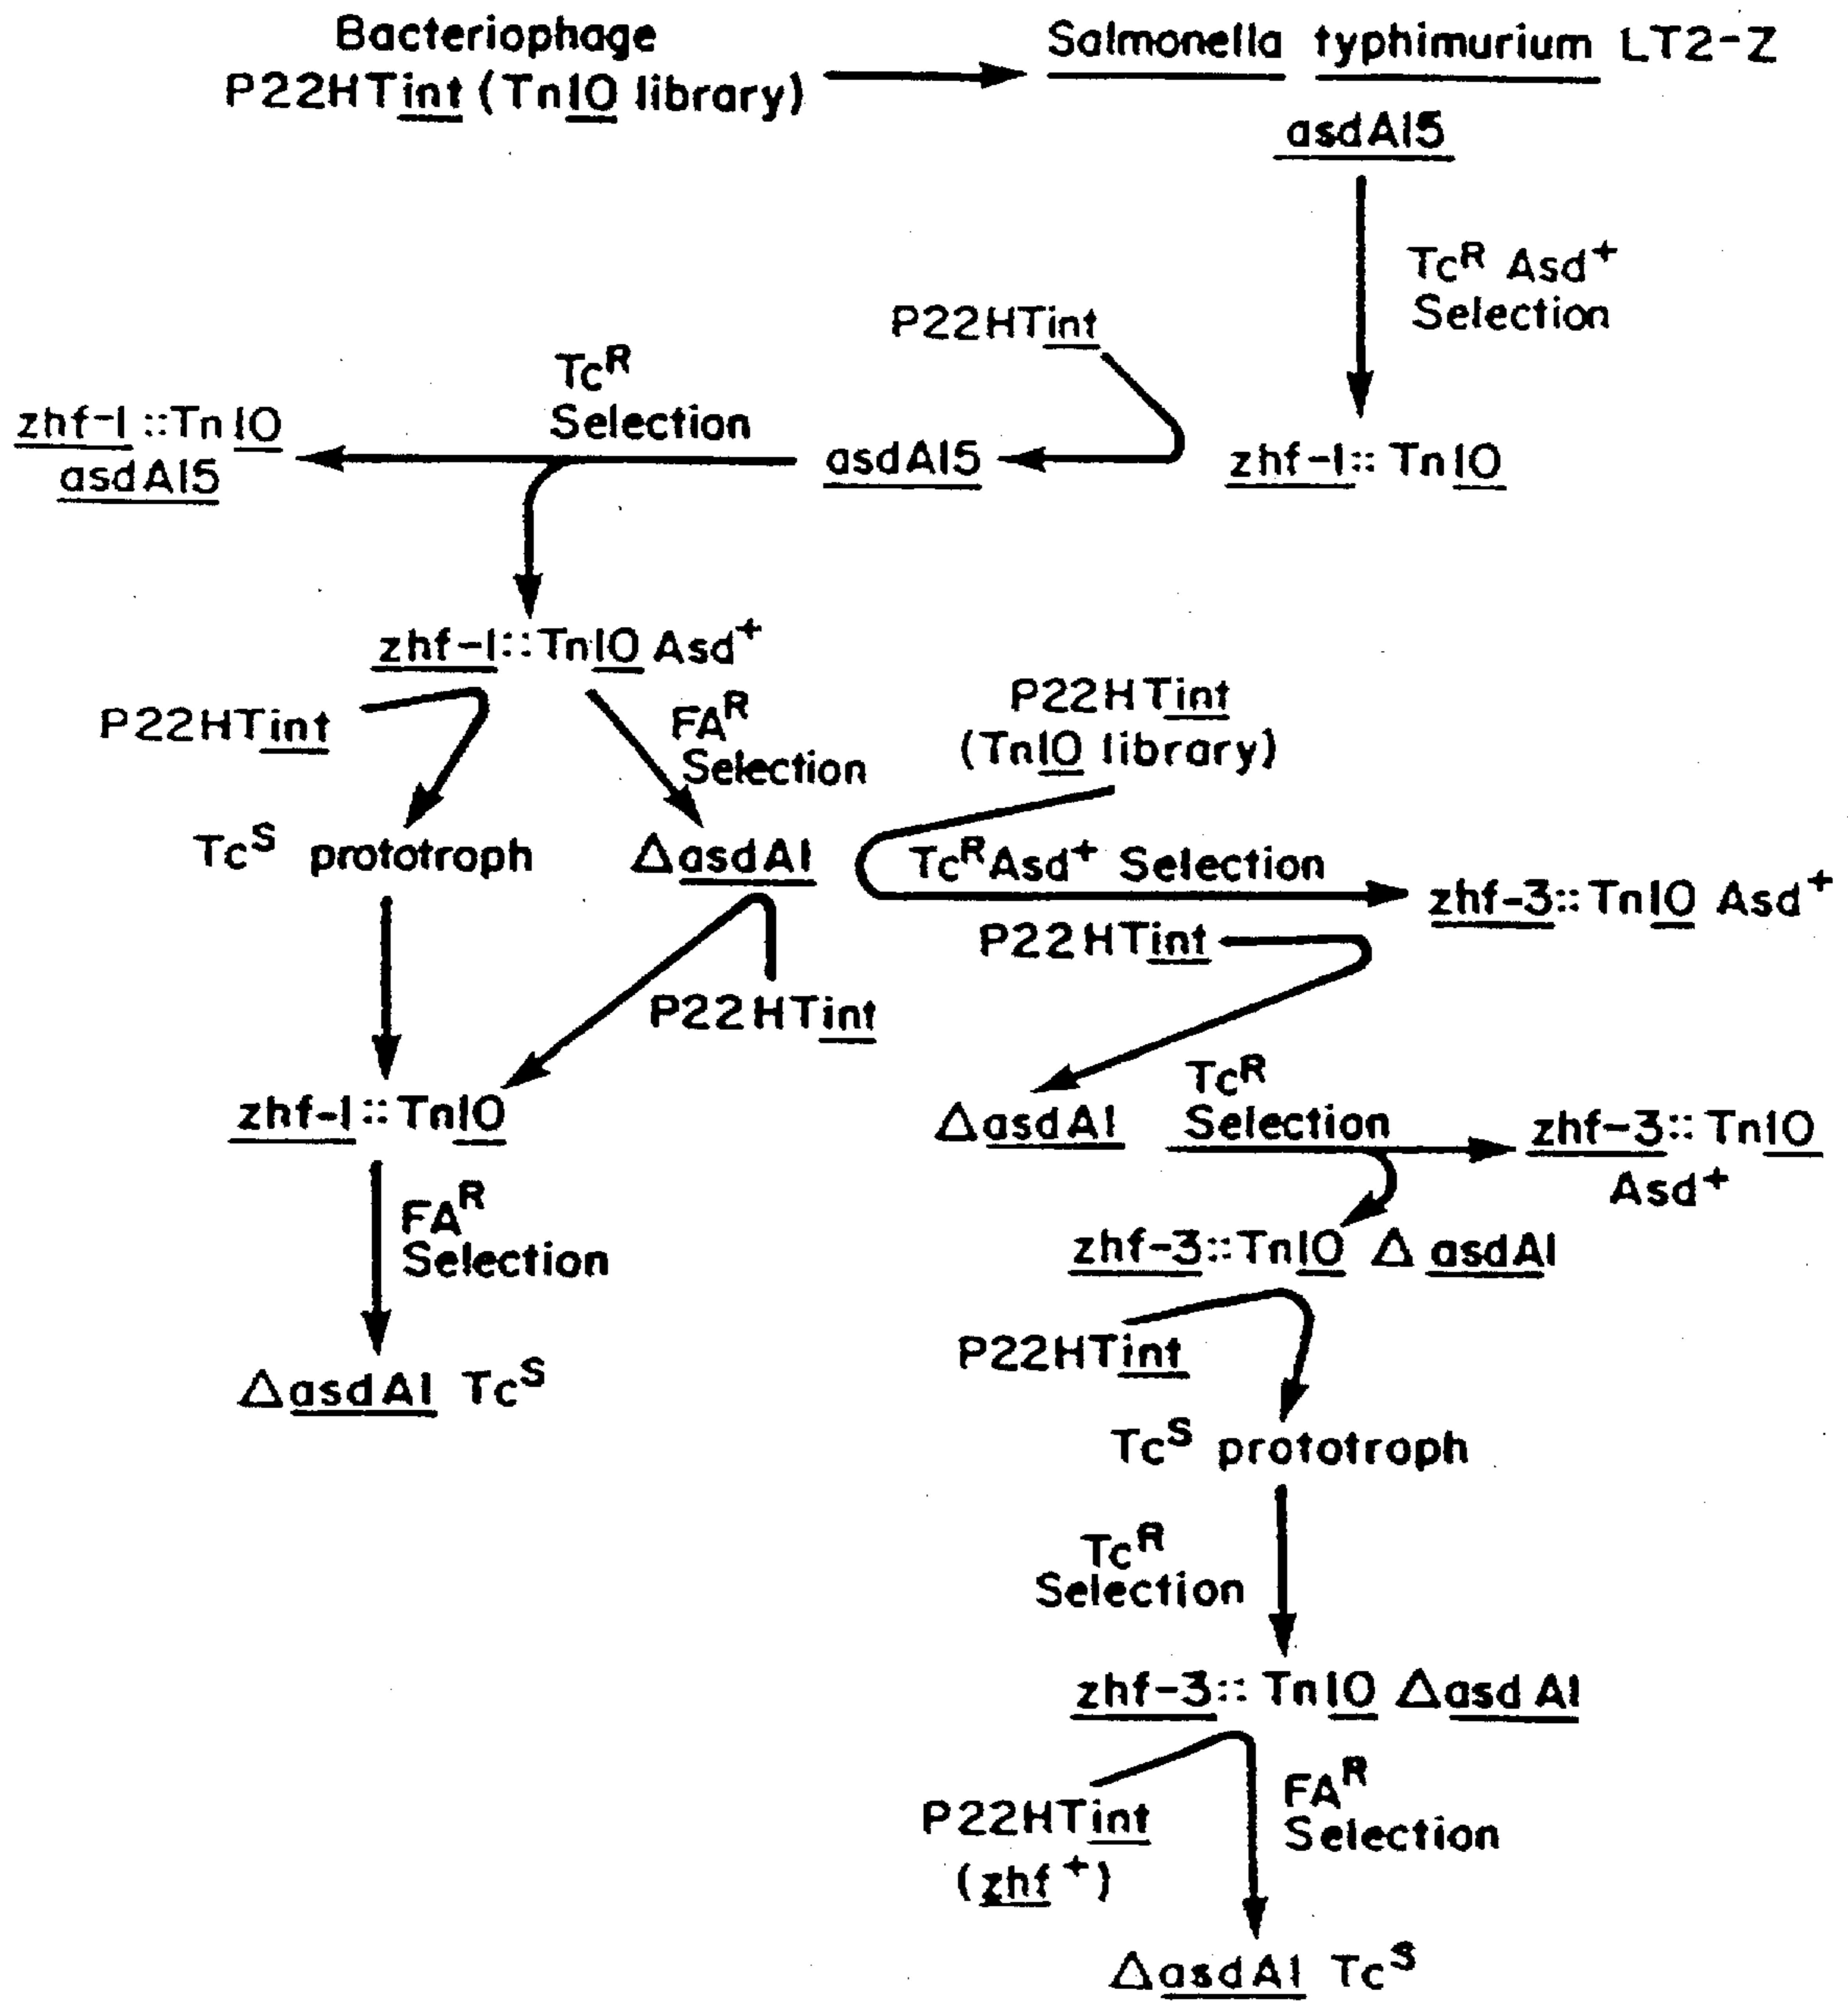 Bacteriophage
P22HTint (Tn10 library)
Salmonella typhimurium LT2-Z
asdA15
TcR Asd+
Selection
P22HTint
TcR
Selection
zhf-1::Tn10
asdA15
asdA15
zhf-1::Tn10
zhf-1::Tn10 Asd+
P22HTint
FAR
Selection
P22HTint
(Tn10 library)
TcS prototroph
ΔasdA1
TcRAsd+ Selection
zhf-3::Tn10 Asd+
P22HTint
P22HTint
zhf-1::Tn10
ΔasdA1
TcR
Selection
zhf-3::Tn10
Asd+
FAR
Selection
zhf-3::Tn10 Δ asdA1
P22HTint
ΔasdA1 TcS
TcS prototroph
TcR
Selection
zhf-3::Tn10 ΔasdA1
P22HTint
(zhf+)
FAR
Selection
ΔasdA1 TcS